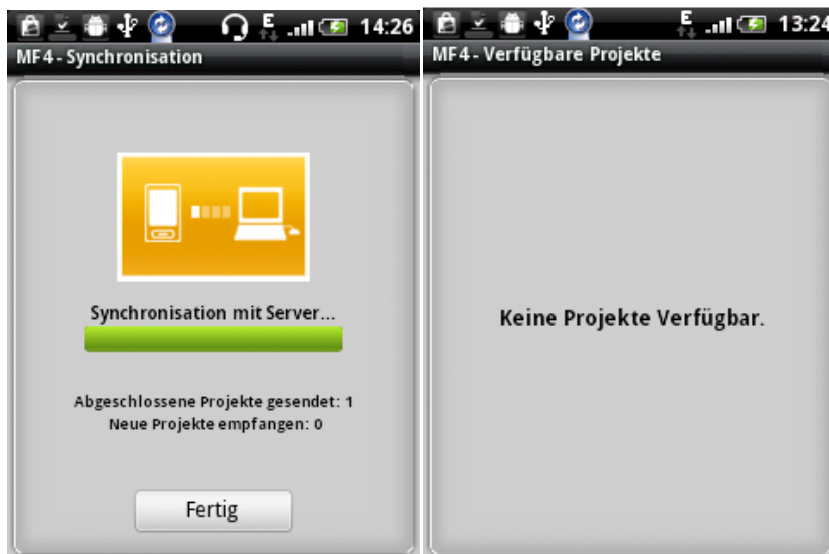 E 14:26
MF4 - Synchronisation
Synchronisation mit Server...
Abgeschlossene Projekte gesendet: 1
Neue Projekte empfangen: 0
Fertig
E 13:24
MF4 - Verfügbare Projekte
Keine Projekte Verfügbar.